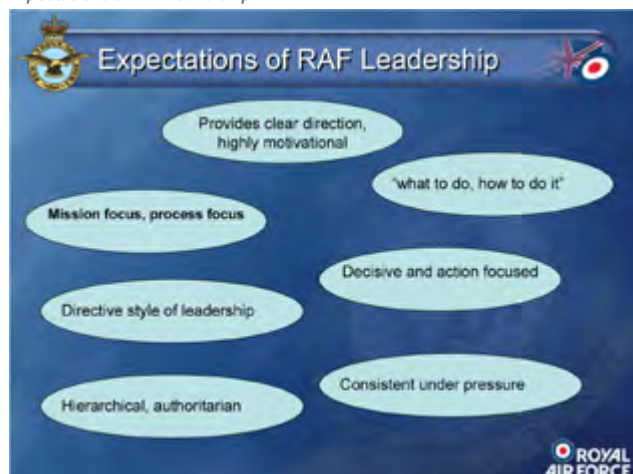 Expectations of RAF Leadership
Provides clear direction,
highly motivational
"what to do, how to do it"
Mission focus, process focus
Decisive and action focused
Directive style of leadership
Consistent under pressure
Hierarchical, authoritarian
ROYAL
AIR FORCE